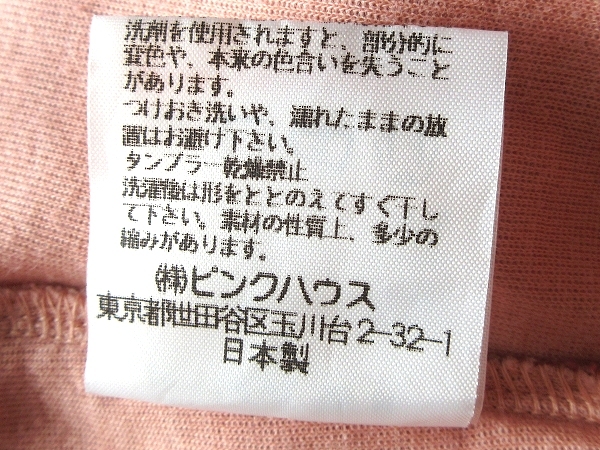 洗剤を使用されますと、部分的に
変色や、本来の色合いを失うこと
があります。
つけおき洗いや、濡れたままの放
置はお避け下さい。
タンブラー乾燥禁止
洗濯後は形をととのえてすぐ干し
て下さい。素材の性質上、多少の
縮みがあります。
㈱ピンクハウス
東京都世田谷区玉川台2-32-1
日本製